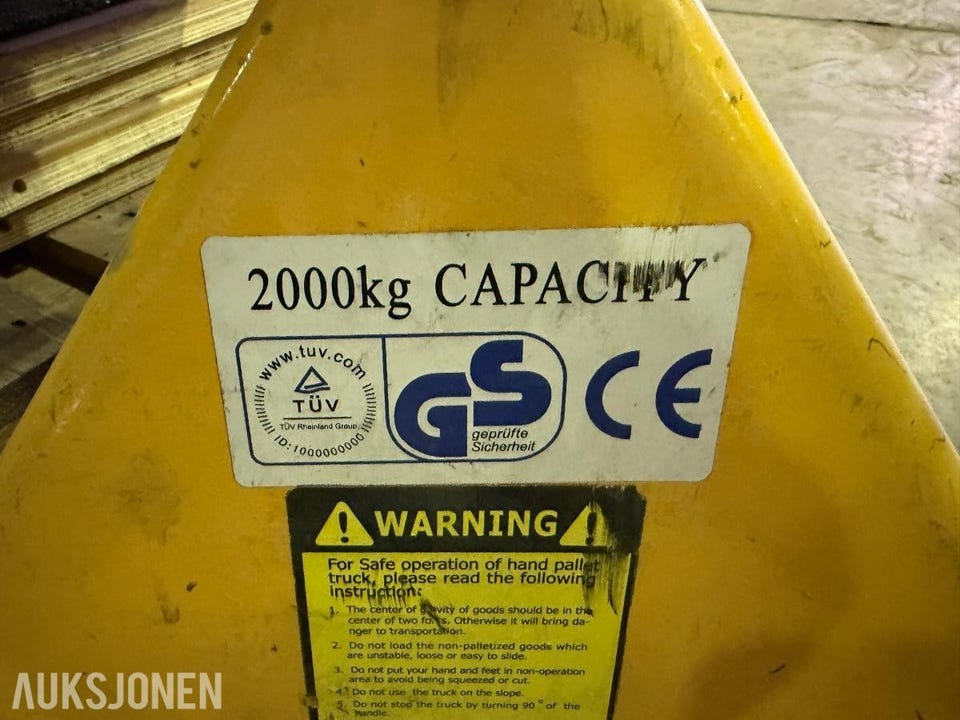 2000kg CAPACITY
www.tuv.com
TÜV
TÜV Rheinland Group
ID:1000000000
GS
geprüfte
Sicherheit
CE
WARNING
For Safe operation of hand pallet
truck, please read the following
instruction:
1. The center of gravity of goods should be in the
center of two forks. Otherwise it will bring da-
nger to transportation.
2. Do not load the non-palletized goods which
are unstable, loose or easy to slide.
3. Do not put your hand and feet in non-operation
area to avoid being squeezed or cut.
4. Do not use the truck on the slope.
5. Do not stop the truck by turning 90° of the
handle.
AUKSJONEN